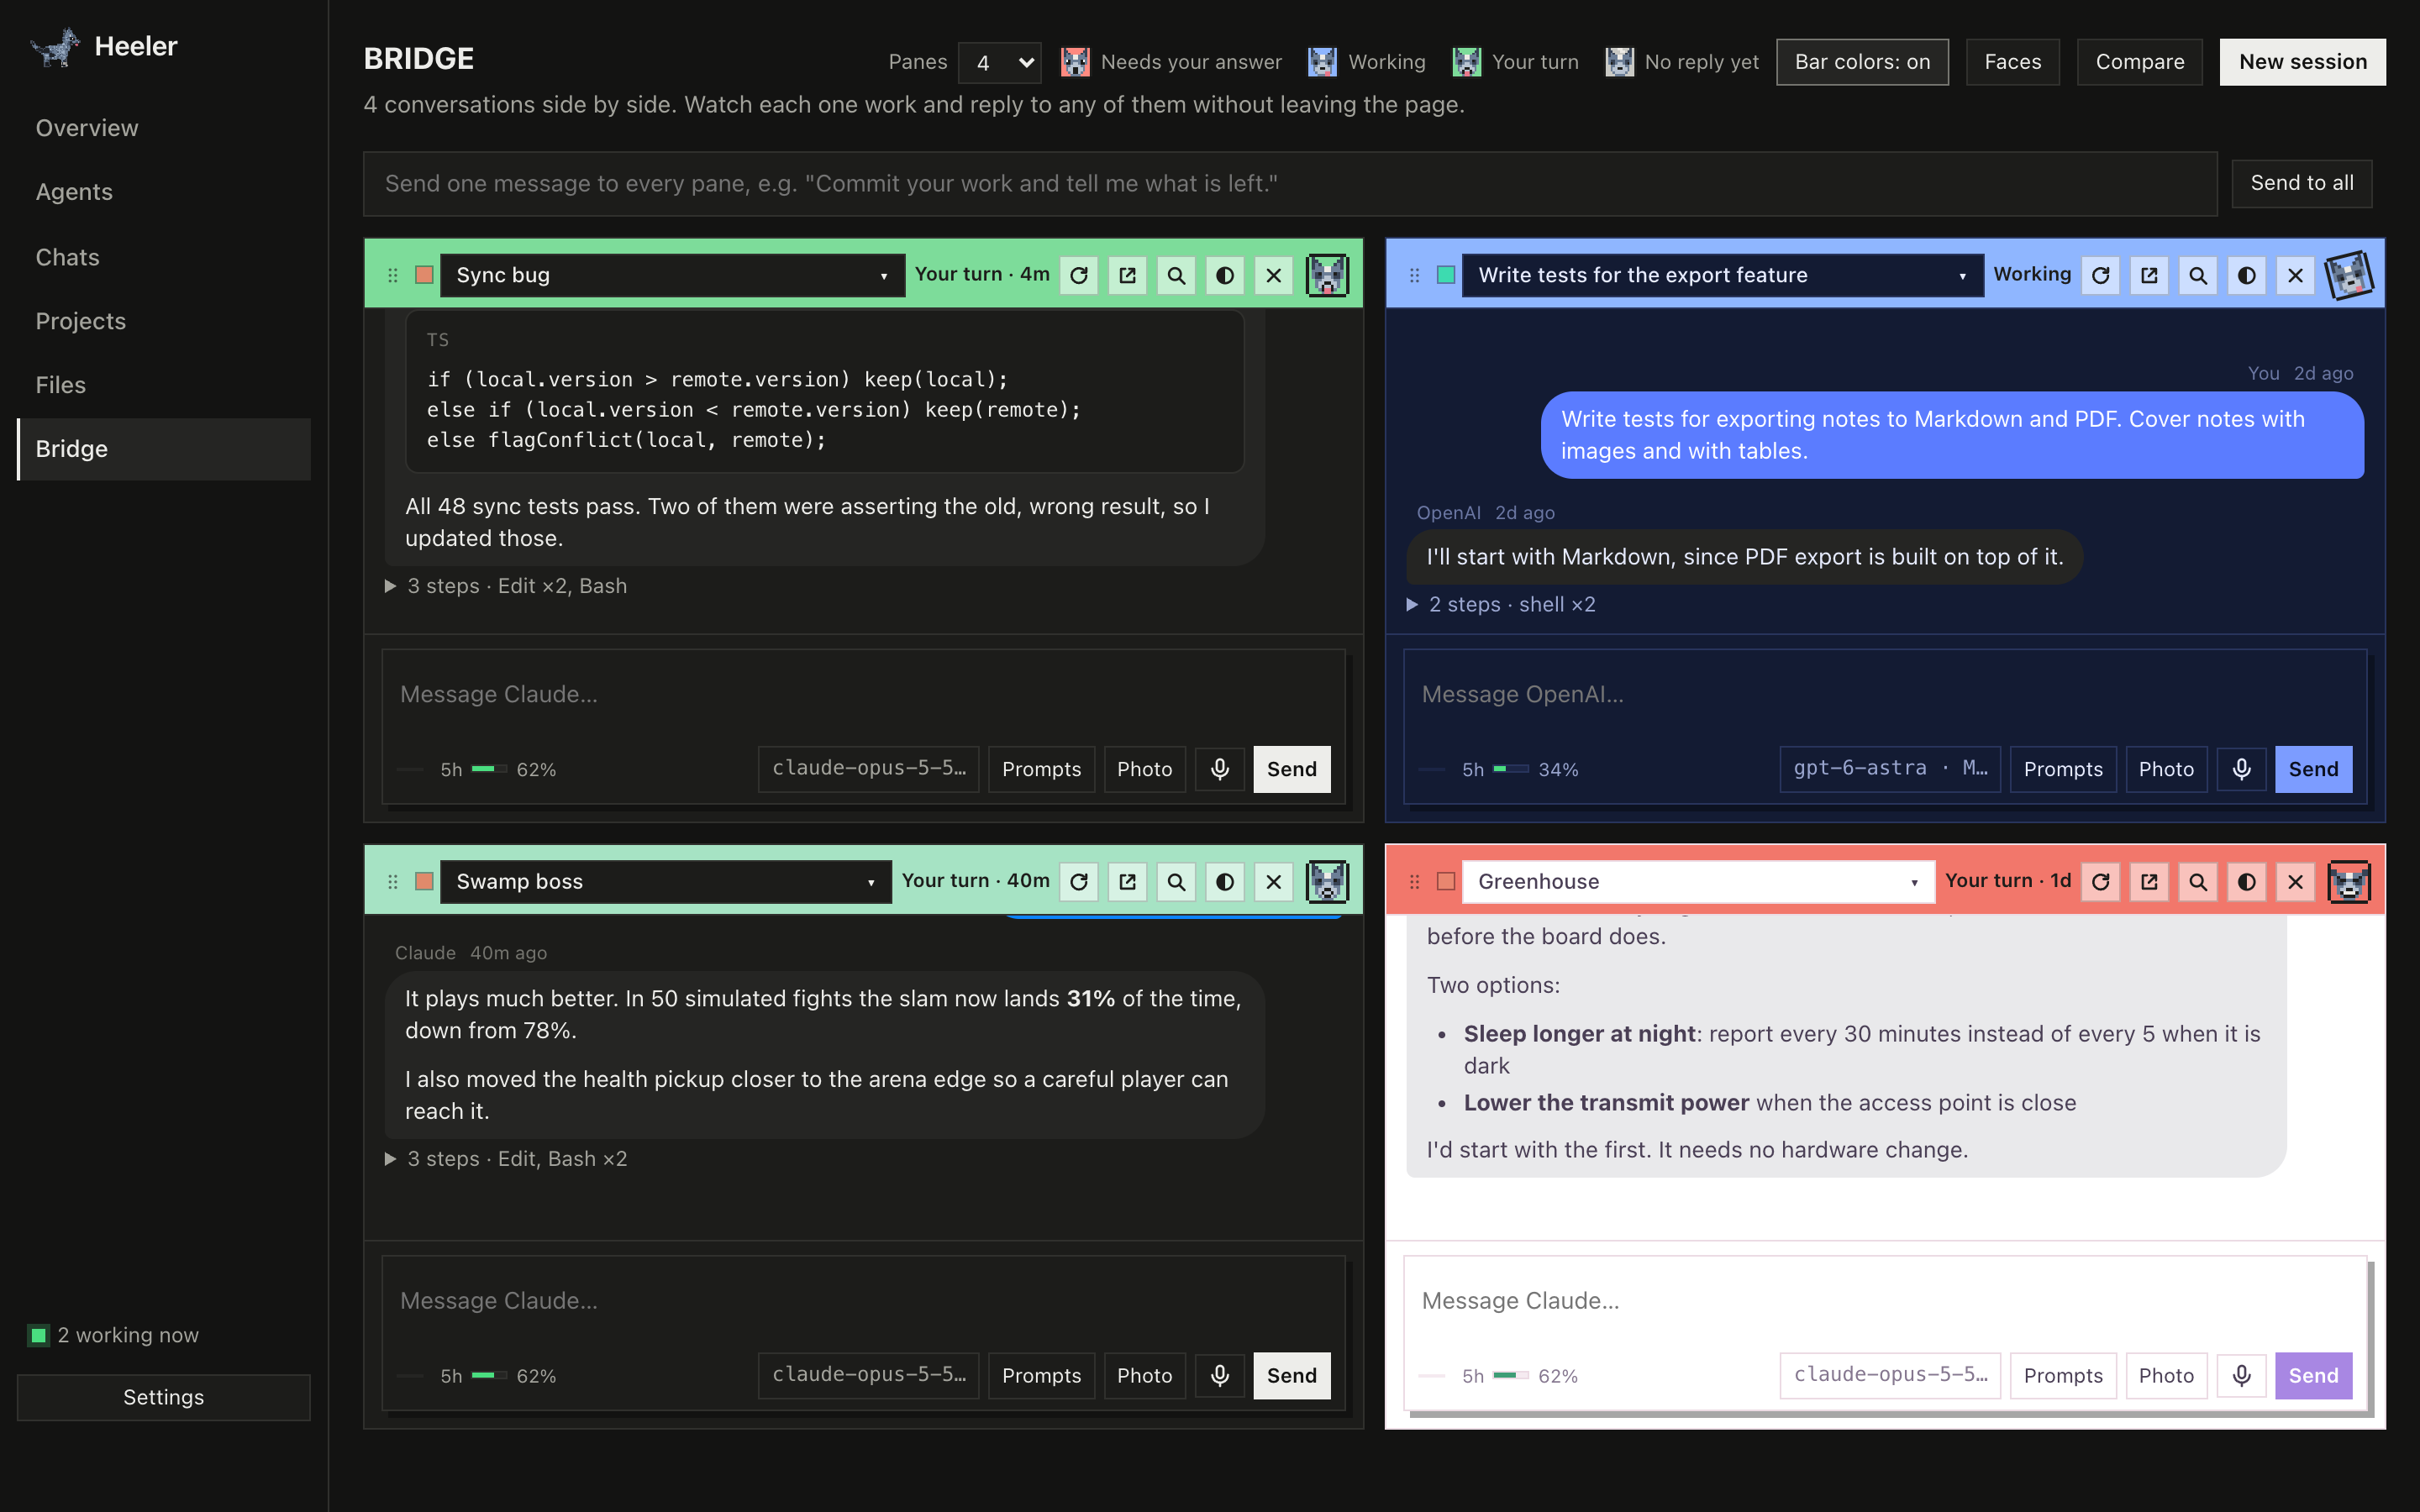 Heeler
Overview
Agents
Chats
Projects
Files
Bridge
2 working now
Settings
BRIDGE
Panes 4 Needs your answer Working Your turn No reply yet Bar colors: on Faces Compare New session
4 conversations side by side. Watch each one work and reply to any of them without leaving the page.
Send one message to every pane, e.g. "Commit your work and tell me what is left." Send to all
Sync bug Your turn · 4m
TS
if (local.version > remote.version) keep(local);
else if (local.version < remote.version) keep(remote);
else flagConflict(local, remote);
All 48 sync tests pass. Two of them were asserting the old, wrong result, so I
updated those.
3 steps · Edit ×2, Bash
Message Claude...
5h 62% claude-opus-5-5… Prompts Photo Send
Write tests for the export feature Working
You 2d ago
Write tests for exporting notes to Markdown and PDF. Cover notes with
images and with tables.
OpenAI 2d ago
I'll start with Markdown, since PDF export is built on top of it.
2 steps · shell ×2
Message OpenAI...
5h 34% gpt-6-astra · M… Prompts Photo Send
Swamp boss Your turn · 40m
Claude 40m ago
It plays much better. In 50 simulated fights the slam now lands 31% of the time,
down from 78%.
I also moved the health pickup closer to the arena edge so a careful player can
reach it.
3 steps · Edit, Bash ×2
Message Claude...
5h 62% claude-opus-5-5… Prompts Photo Send
Greenhouse Your turn · 1d
before the board does.
Two options:
• Sleep longer at night: report every 30 minutes instead of every 5 when it is
dark
• Lower the transmit power when the access point is close
I'd start with the first. It needs no hardware change.
Message Claude...
5h 62% claude-opus-5-5… Prompts Photo Send